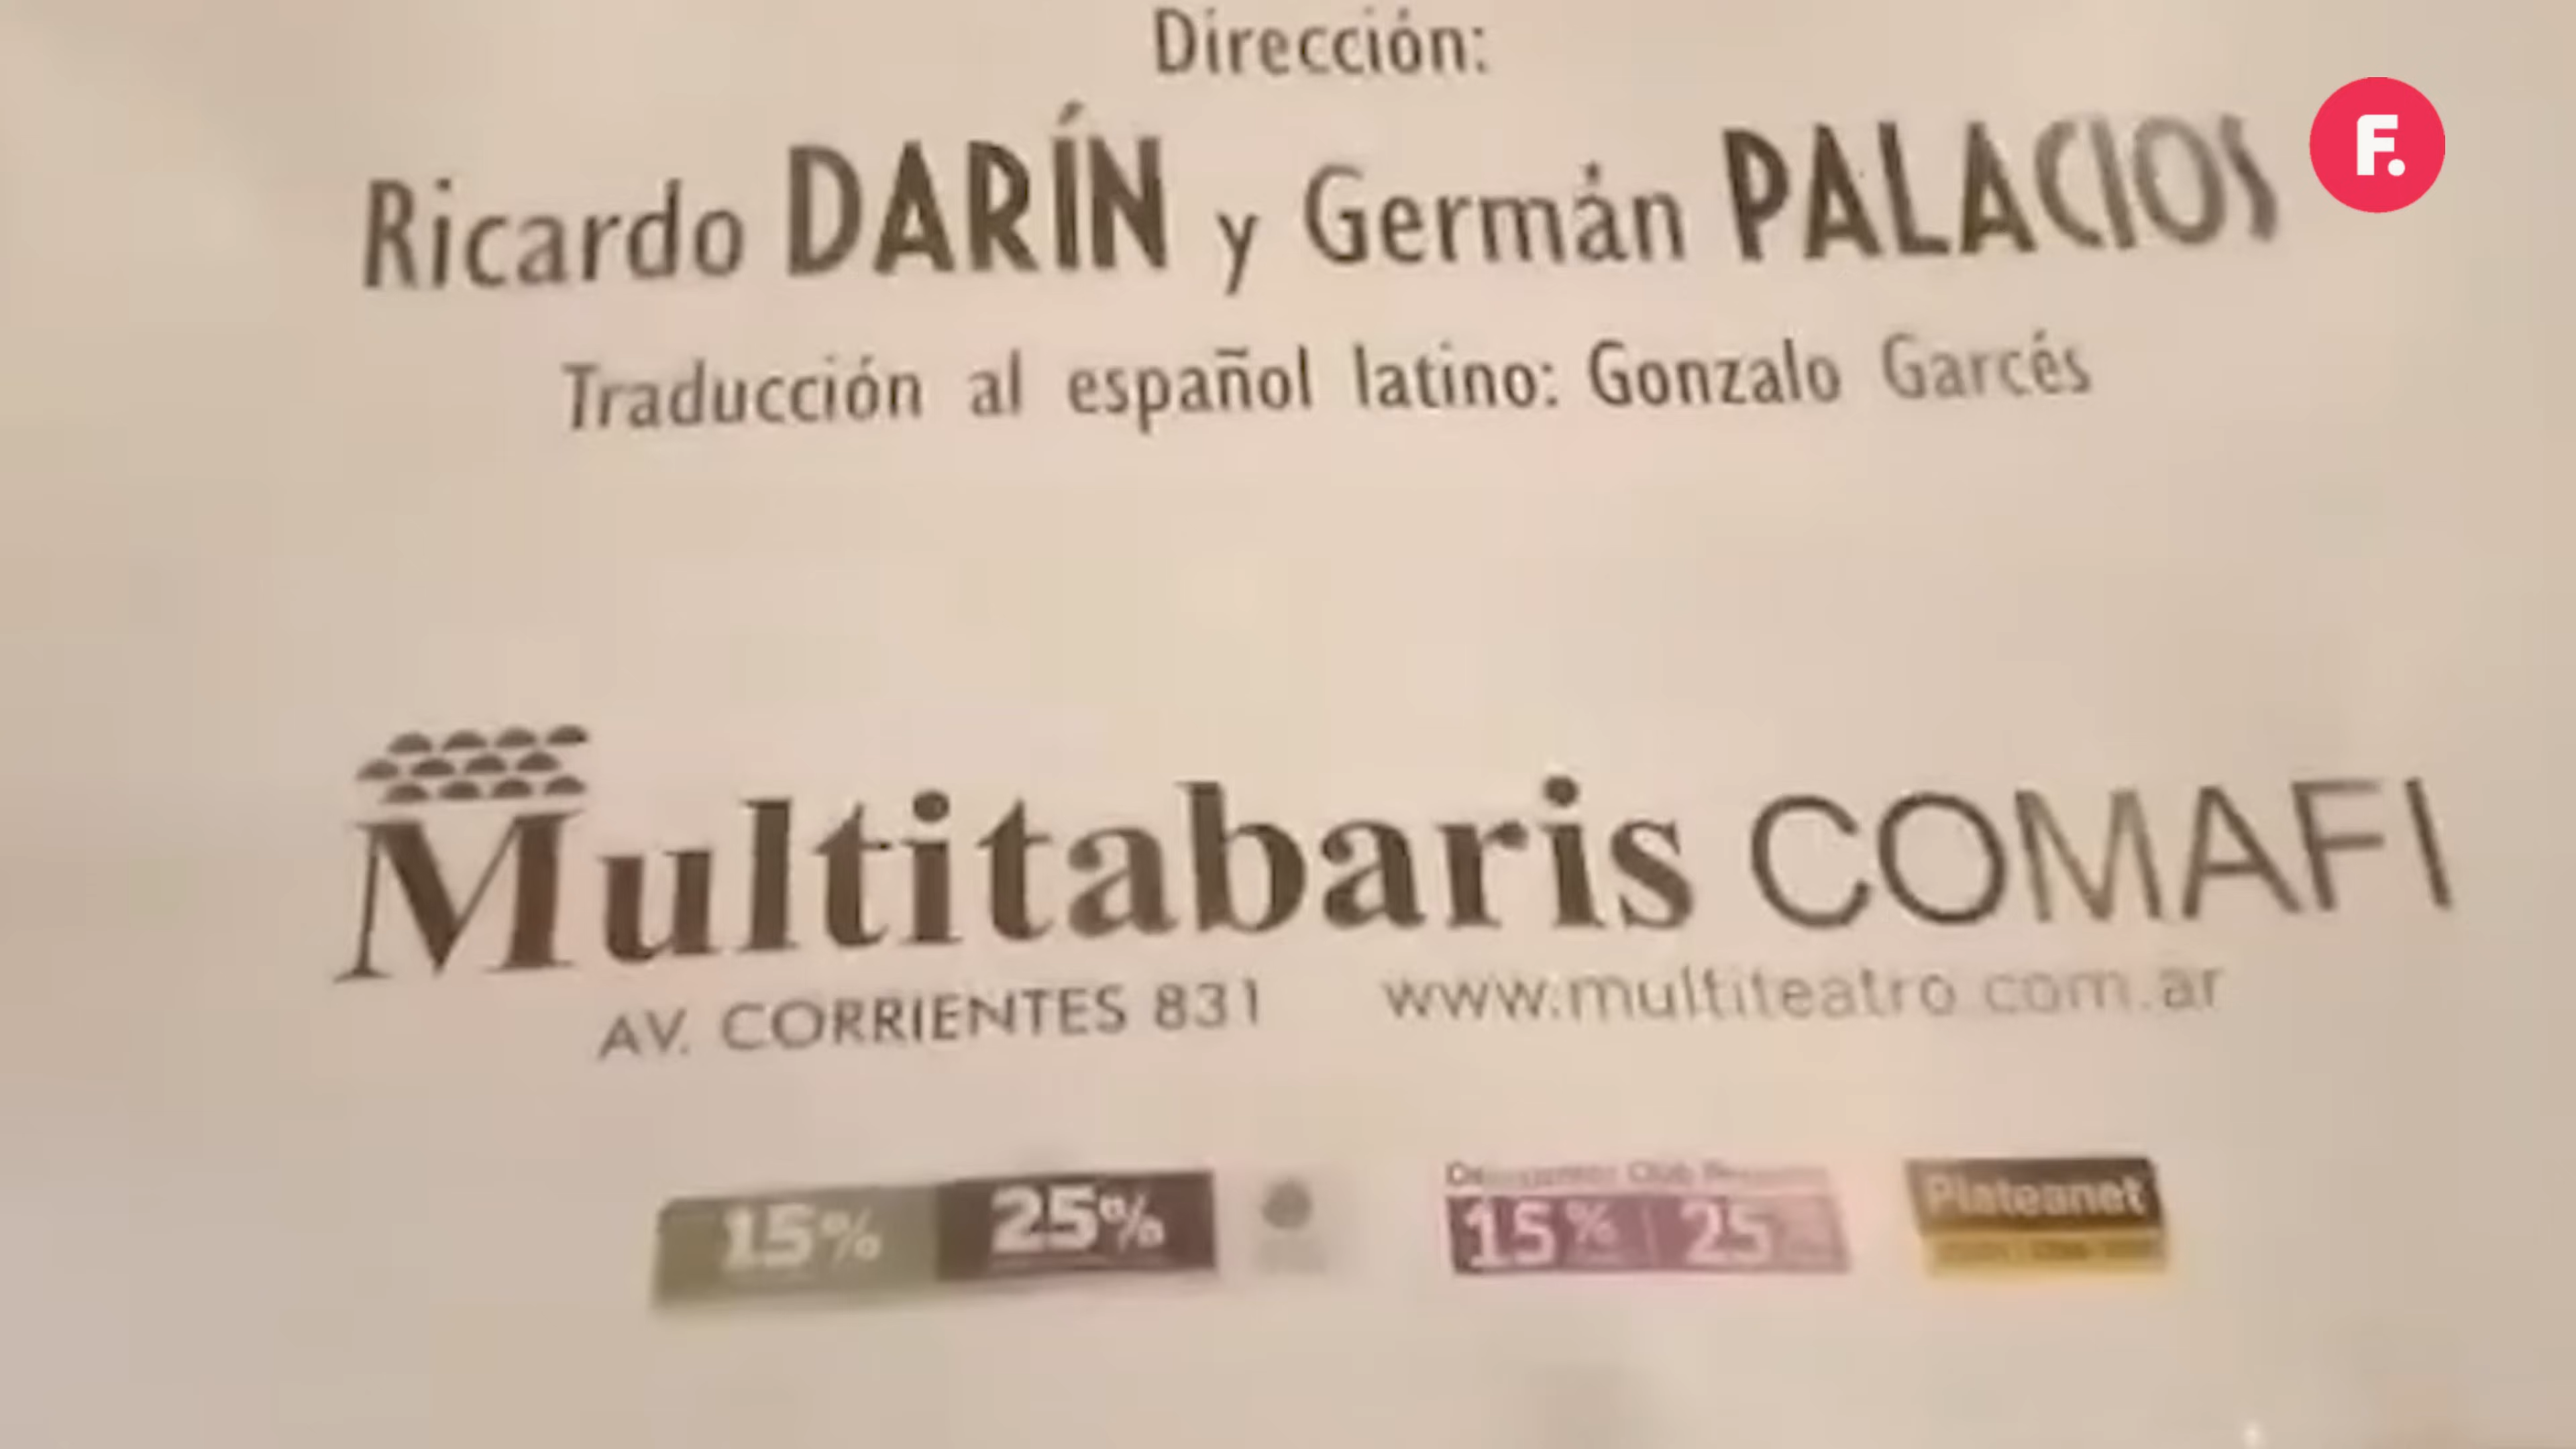 Dirección:
F.
Ricardo DARÍN y Germán PALACIOS
Traducción al español latino: Gonzalo Garcés
Multitabaris COMAFI
AV. CORRIENTES 831 www.multiteatro.com.ar
15% 25%
15% 25
Plateanet